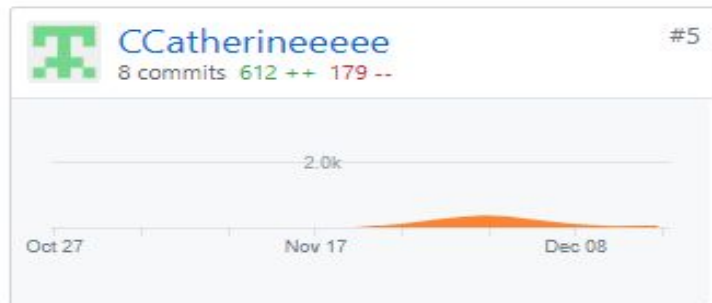 CCatherineeeee #5
8 commits 612 ++ 179 --
2.0k
Oct 27 Nov 17 Dec 08